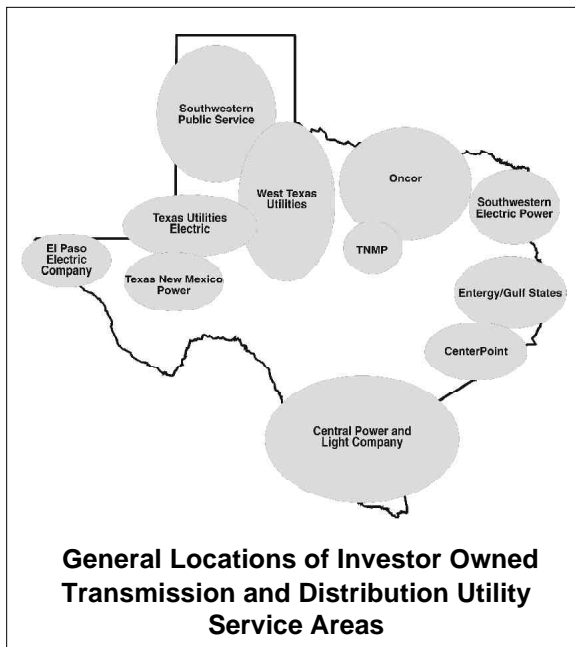 Southwestern
Public Service
Oncor
West Texas
Utilities
Southwestern
Electric Power
Texas Utilities
Electric
TNMP
El Paso
Electric
Company
Texas New Mexico
Power
Entergy/Gulf States
CenterPoint
Central Power and
Light Company
General Locations of Investor Owned
Transmission and Distribution Utility
Service Areas